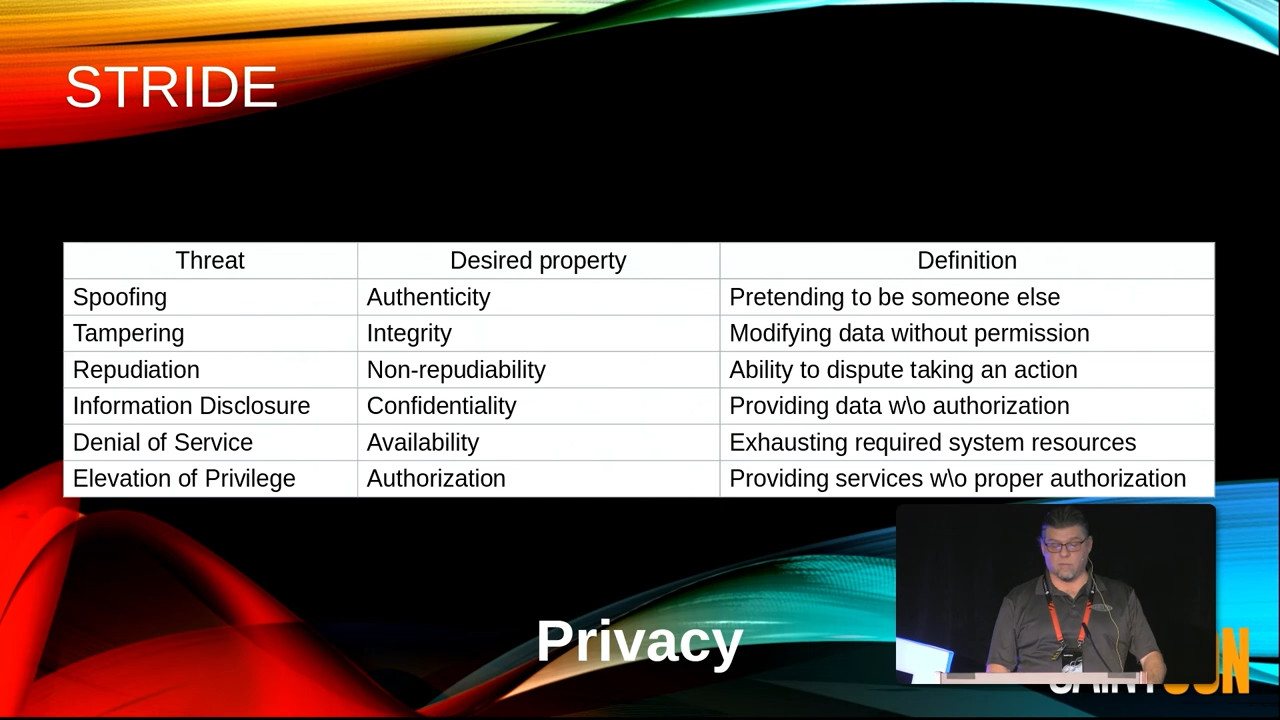 STRIDE
Threat Desired property Definition
Spoofing Authenticity Pretending to be someone else
Tampering Integrity Modifying data without permission
Repudiation Non-repudiability Ability to dispute taking an action
Information Disclosure Confidentiality Providing data w\o authorization
Denial of Service Availability Exhausting required system resources
Elevation of Privilege Authorization Providing services w\o proper authorization
Privacy